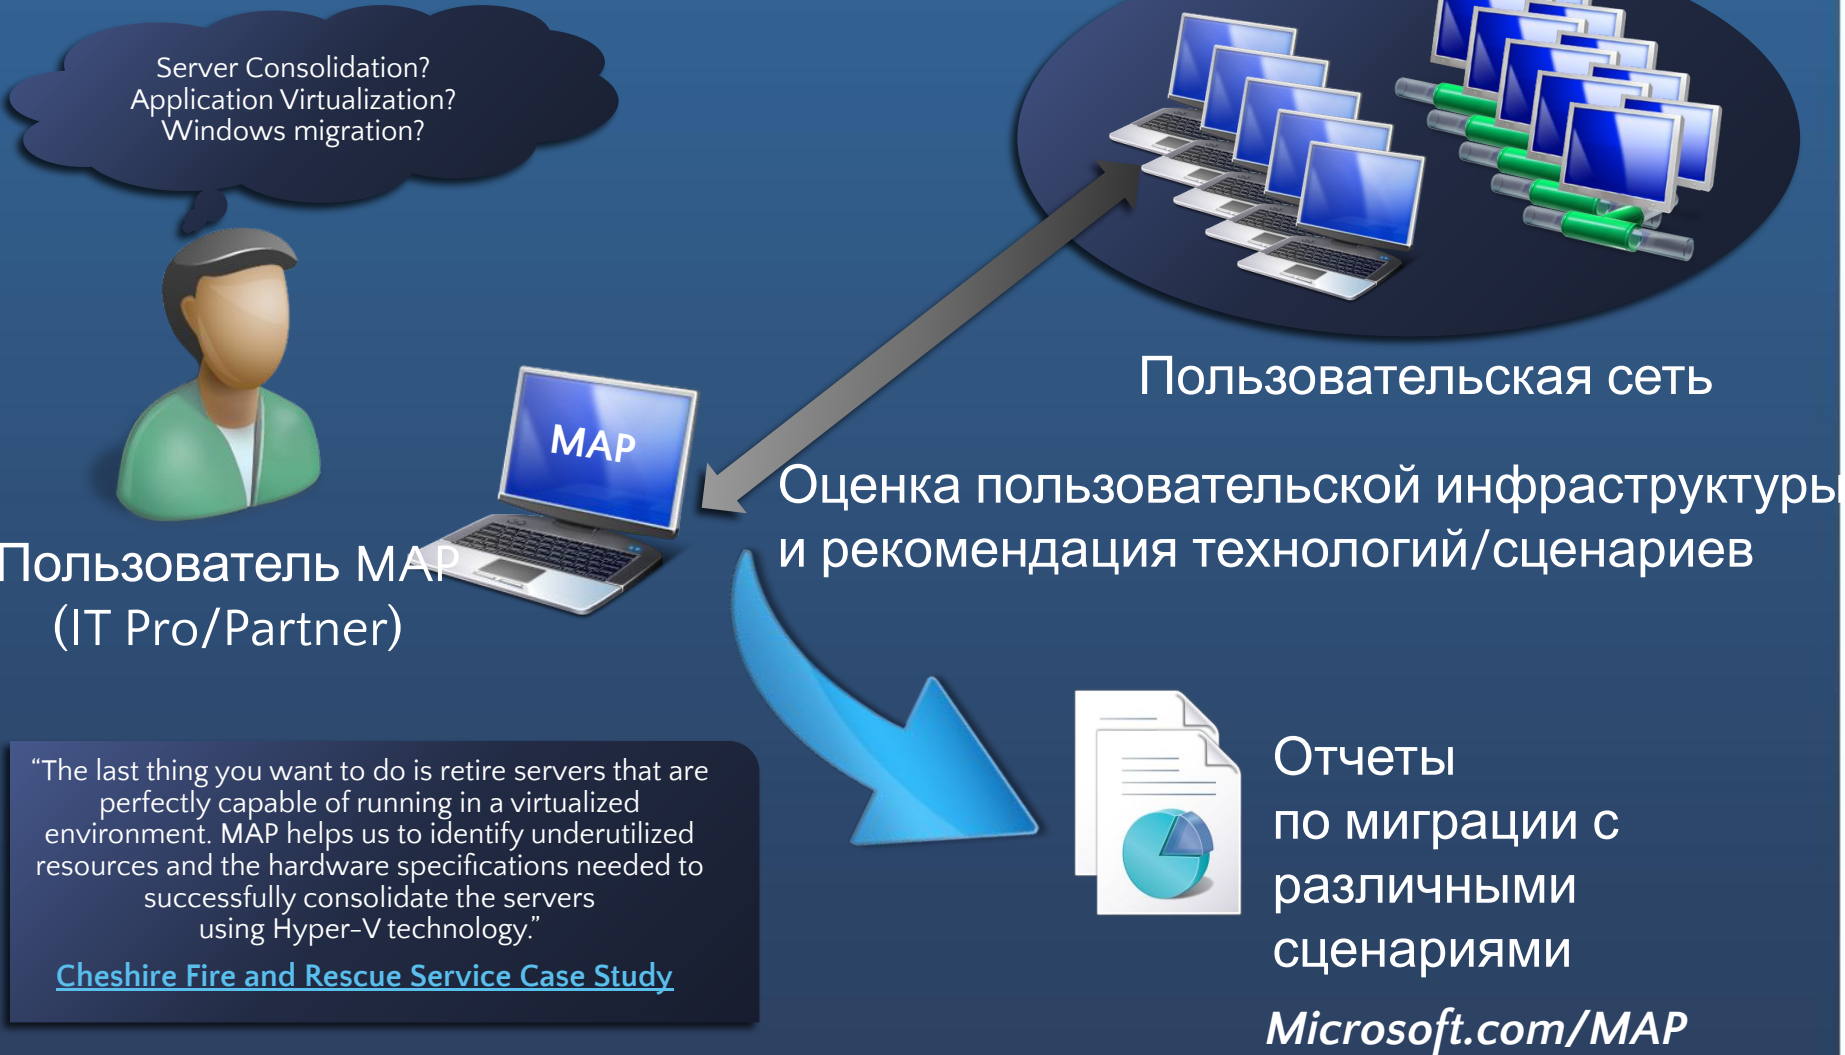 Server Consolidation?
Application Virtualization?
Windows migration?
MAP
Пользовательская сеть
Оценка пользовательской инфраструктуры
и рекомендация технологий/сценариев
Пользователь MAP
(IT Pro/Partner)
“The last thing you want to do is retire servers that are
perfectly capable of running in a virtualized
environment. MAP helps us to identify underutilized
resources and the hardware specifications needed to
successfully consolidate the servers
using Hyper-V technology.”
Cheshire Fire and Rescue Service Case Study
Отчеты
по миграции с
различными
сценариями
Microsoft.com/MAP